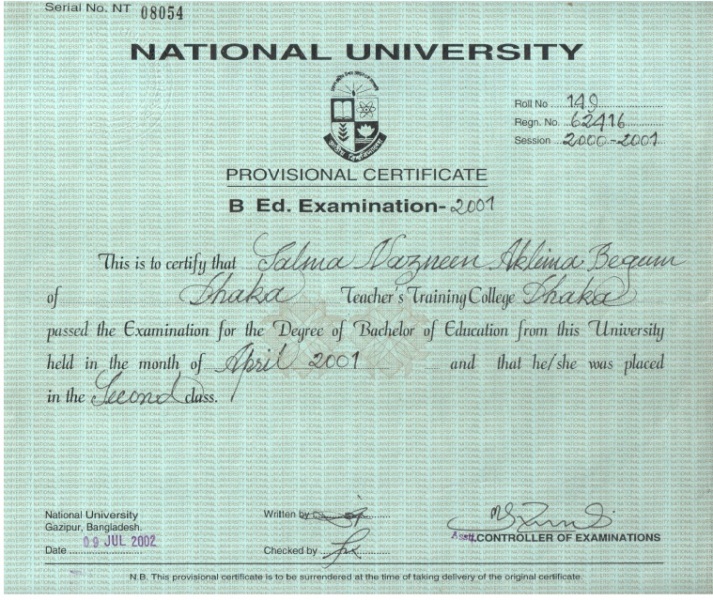 Serial No. NT 08054
NATIONAL UNIVERSITY
Roll No 149
Regn. No. 62416
Session 2000-2001
PROVISIONAL CERTIFICATE
B Ed. Examination-2001
This is to certify that Salma Nazneen Aklima Begum
of Dhaka Teacher's Training College Dhaka
passed the Examination for the Degree of Bachelor of Education from this University
held in the month of April 2001 and that he/she was placed
in the Second class.
National University
Gazipur, Bangladesh.
Date 09 JUL 2002
Written by
Checked by
Asstt. CONTROLLER OF EXAMINATIONS
N.B. This provisional certificate is to be surrendered at the time of taking delivery of the original certificate.